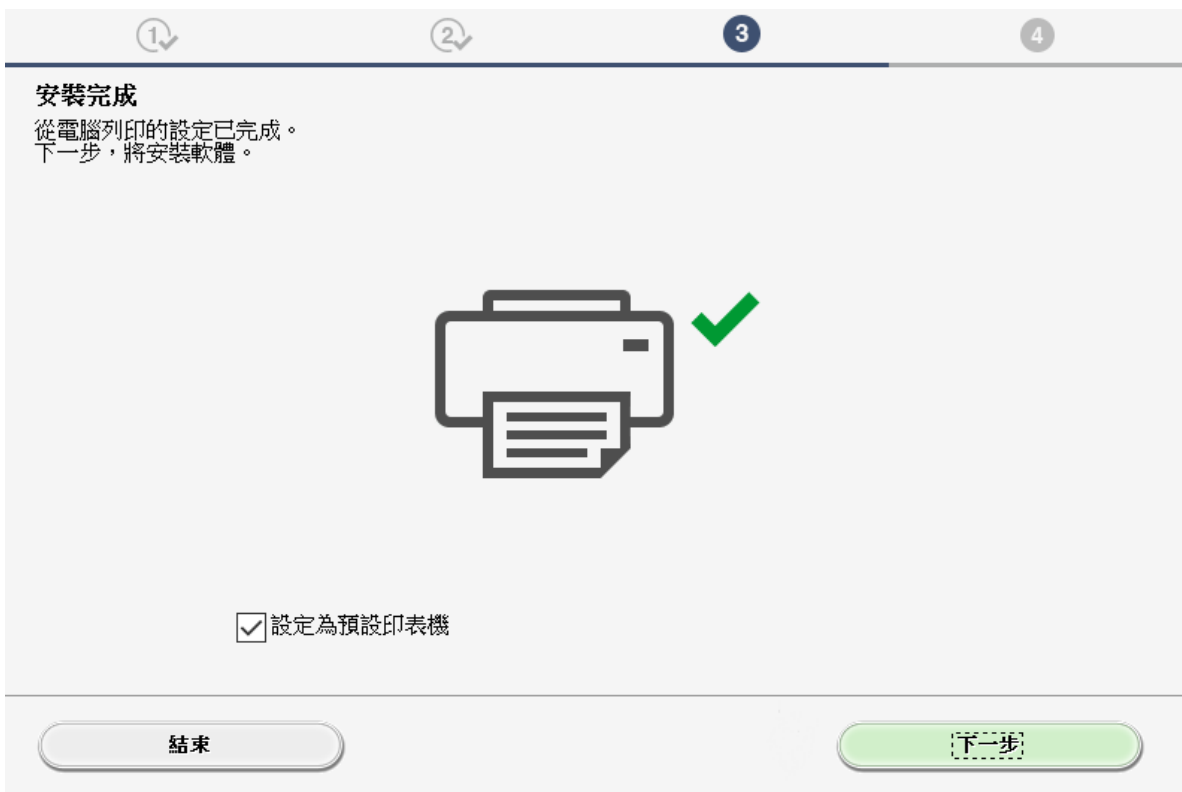 1 2 3 4
安裝完成
從電腦列印的設定已完成。
下一步，將安裝軟體。
設定為預設印表機
結束 下一步